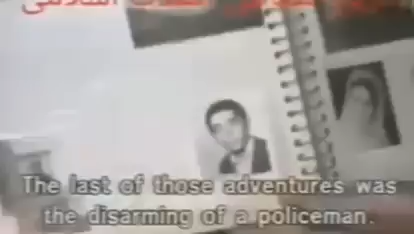 The last of those adventures was
the disarming of a policeman.